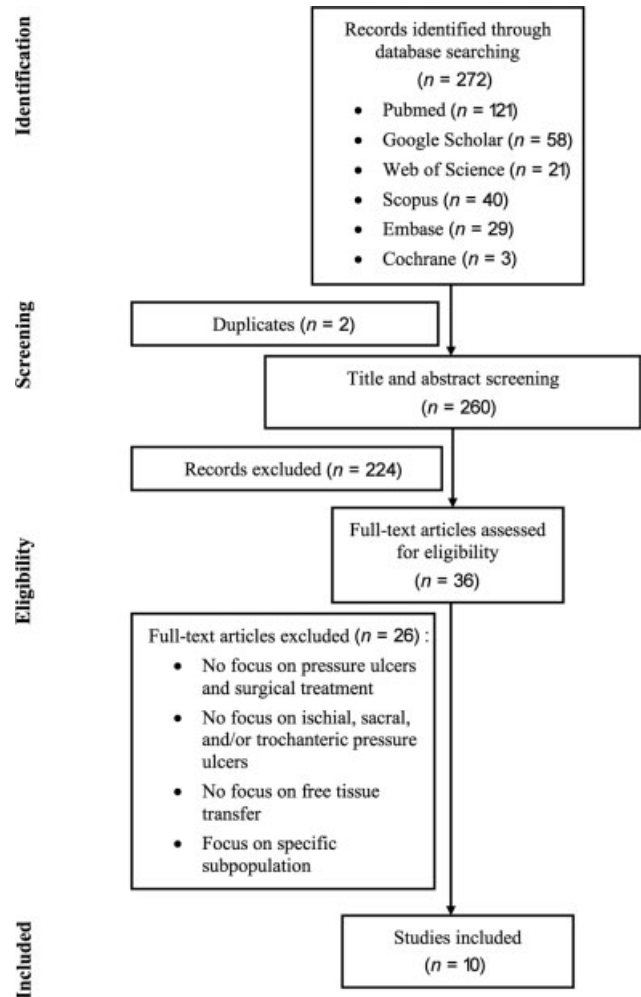 Identification
Records identified through
database searching
(n = 272)
• Pubmed (n = 121)
• Google Scholar (n = 58)
• Web of Science (n = 21)
• Scopus (n = 40)
• Embase (n = 29)
• Cochrane (n = 3)
Screening
Duplicates (n = 2)
Title and abstract screening
(n = 260)
Records excluded (n = 224)
Eligibility
Full-text articles assessed
for eligibility
(n = 36)
Full-text articles excluded (n = 26) :
• No focus on pressure ulcers
and surgical treatment
• No focus on ischial, sacral,
and/or trochanteric pressure
ulcers
• No focus on free tissue
transfer
• Focus on specific
subpopulation
Included
Studies included
(n = 10)